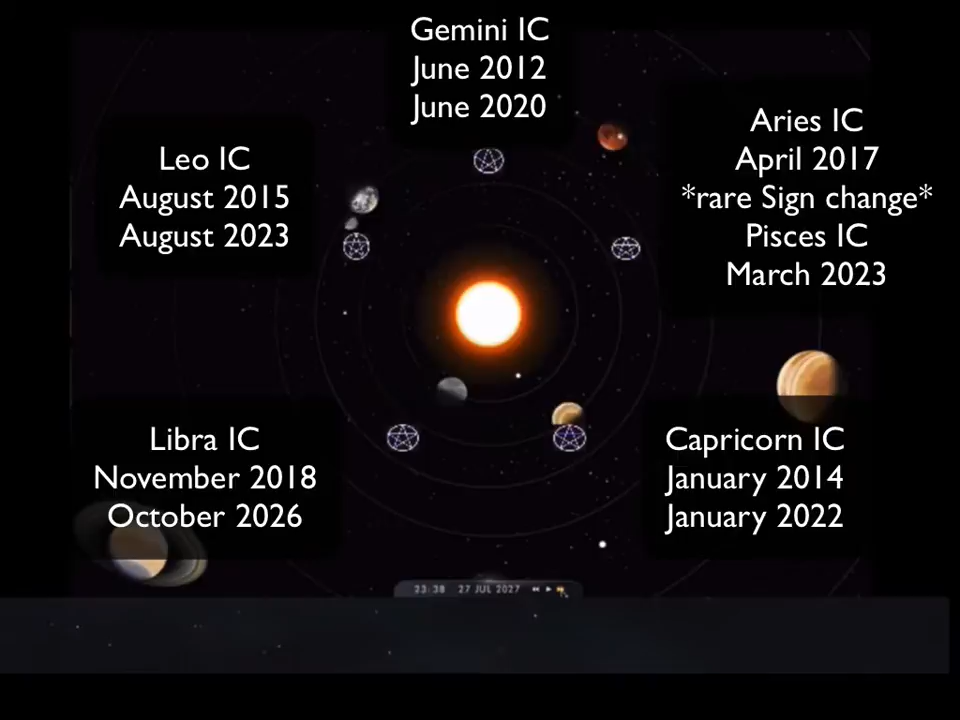 Gemini IC
June 2012
June 2020
Leo IC
August 2015
August 2023
Aries IC
April 2017
*rare Sign change*
Pisces IC
March 2023
Libra IC
November 2018
October 2026
Capricorn IC
January 2014
January 2022
23:38 27 JUL 2027